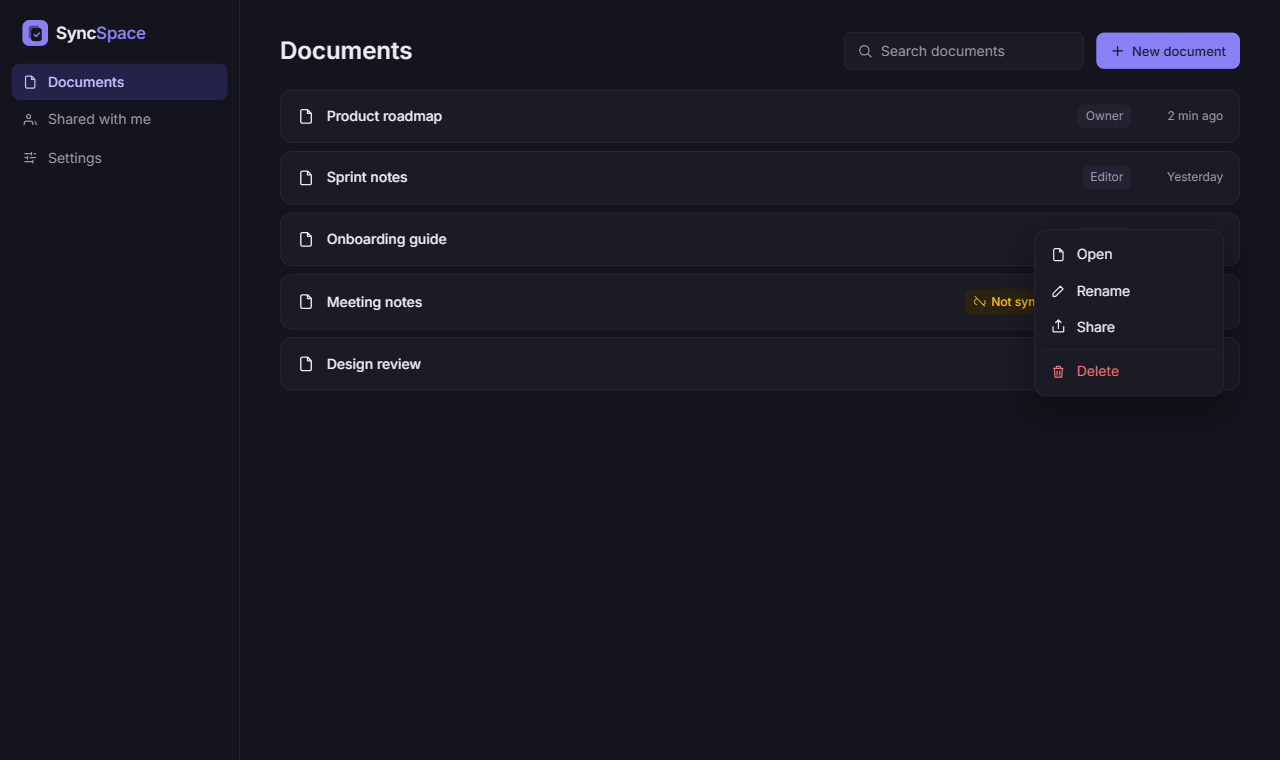 SyncSpace
Documents
Shared with me
Settings
Documents
Search documents
New document
Product roadmap
Owner
2 min ago
Sprint notes
Editor
Yesterday
Onboarding guide
Meeting notes
Not
Design review
Open
Rename
Share
Delete